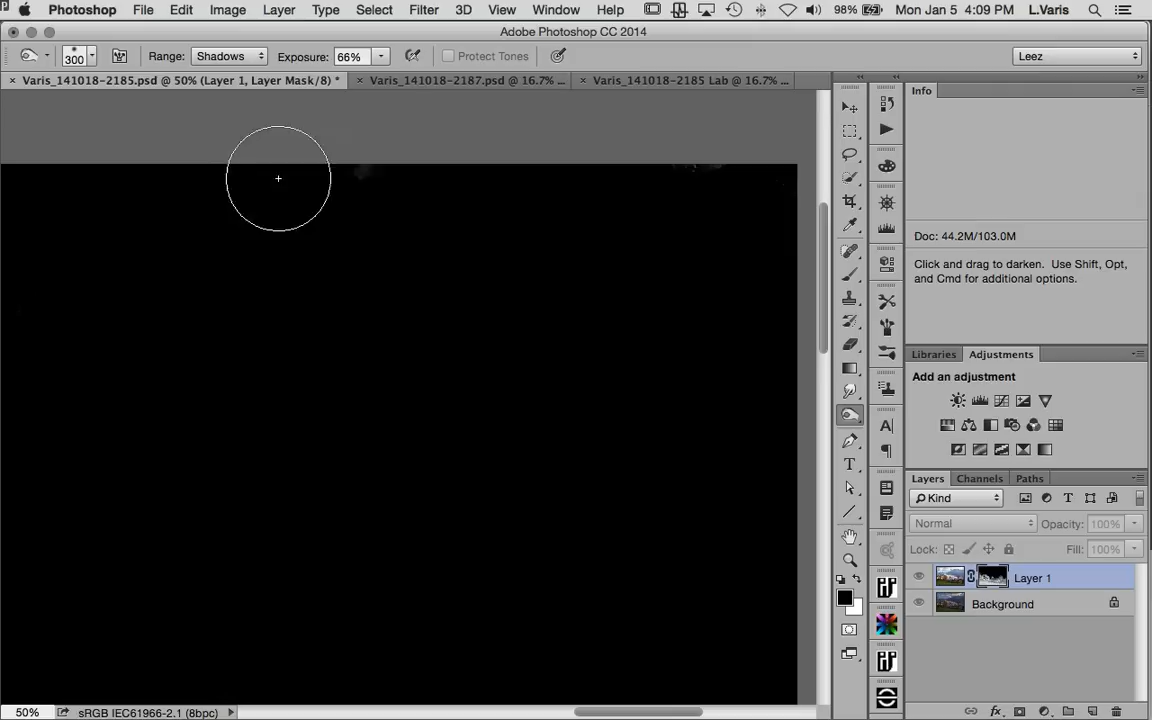 Photoshop File Edit Image Layer Type Select Filter 3D View Window Help 98% Mon Jan 5 4:09 PM L.Varis
Adobe Photoshop CC 2014
300 Range: Shadows Exposure: 66% Protect Tones Leez
Varis_141018-2185.psd @ 50% (Layer 1, Layer Mask/8) * Varis_141018-2187.psd @ 16.7% ... Varis_141018-2185 Lab @ 16.7% ...
Info
Doc: 44.2M/103.0M
Click and drag to darken. Use Shift, Opt,
and Cmd for additional options.
Libraries Adjustments
Add an adjustment
Layers Channels Paths
Kind
Normal Opacity: 100%
Lock: Fill: 100%
Layer 1
Background
50% sRGB IEC61966-2.1 (8bpc)